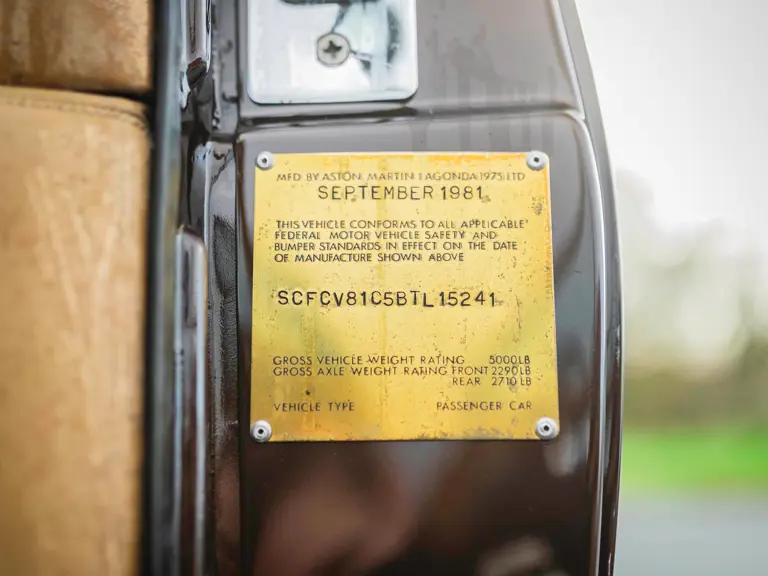 MFD BY ASTON MARTIN LAGONDA 1975 LTD
SEPTEMBER 1981
THIS VEHICLE CONFORMS TO ALL APPLICABLE
FEDERAL MOTOR VEHICLE SAFETY AND
BUMPER STANDARDS IN EFFECT ON THE DATE
OF MANUFACTURE SHOWN ABOVE
SCFCV81C5BTL15241
GROSS VEHICLE WEIGHT RATING 5000LB
GROSS AXLE WEIGHT RATING FRONT 2290LB
REAR 2710LB
VEHICLE TYPE PASSENGER CAR